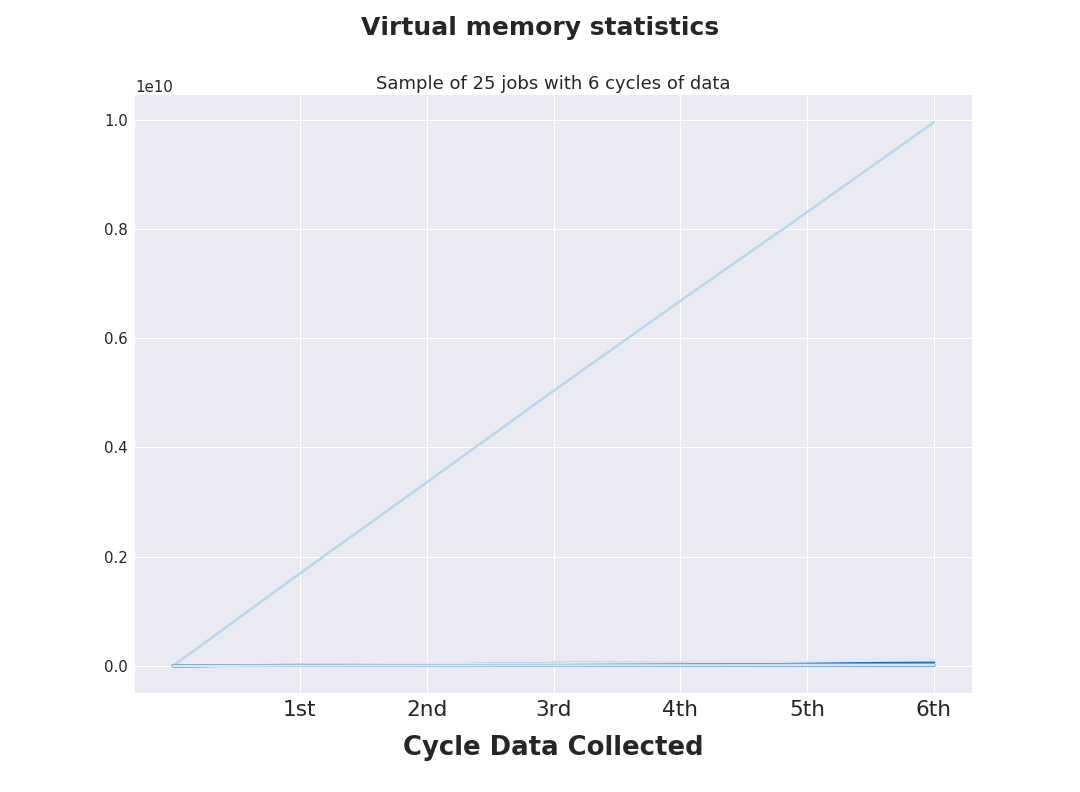 Virtual memory statistics
Sample of 25 jobs with 6 cycles of data
1e10
1.0
0.8
0.6
0.4
0.2
0.0
1st 2nd 3rd 4th 5th 6th
Cycle Data Collected